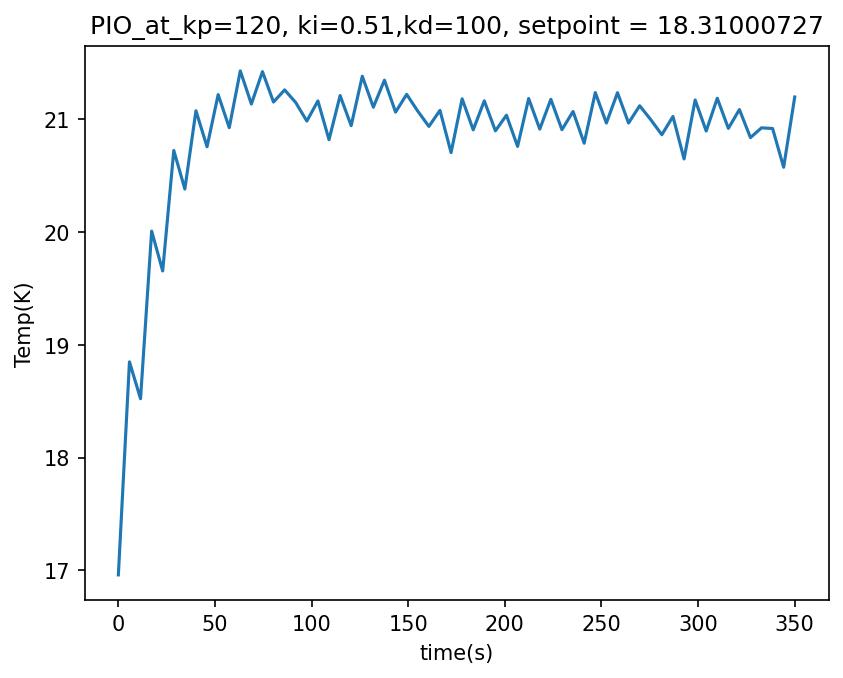 PIO_at_kp=120, ki=0.51,kd=100, setpoint = 18.31000727
21
20
19
18
17
Temp(K)
0 50 100 150 200 250 300 350
time(s)